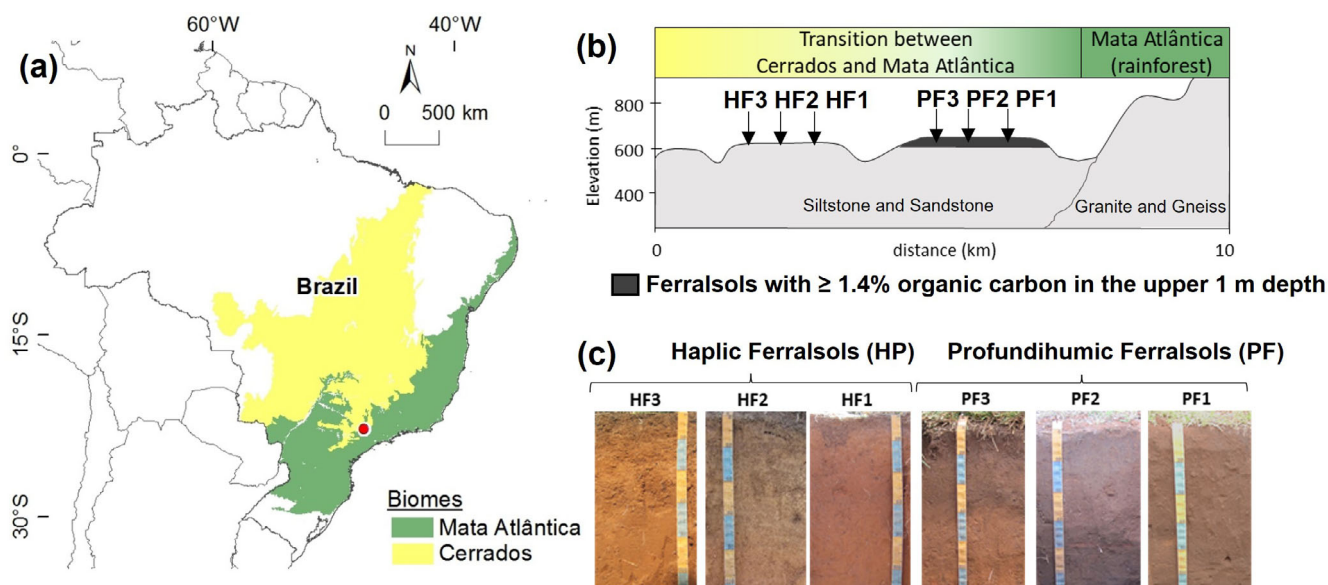 (a)
60°W
40°W
N
0 500 km
0°
15°S
30°S
Brazil
Biomes
Mata Atlântica
Cerrados
(b)
Transition between
Cerrados and Mata Atlântica
Mata Atlântica
(rainforest)
HF3 HF2 HF1
PF3 PF2 PF1
Elevation (m)
800
600
400
Siltstone and Sandstone
Granite and Gneiss
0
distance (km)
10
Ferralsols with ≥ 1.4% organic carbon in the upper 1 m depth
(c)
Haplic Ferralsols (HP)
Profundihumic Ferralsols (PF)
HF3
HF2
HF1
PF3
PF2
PF1